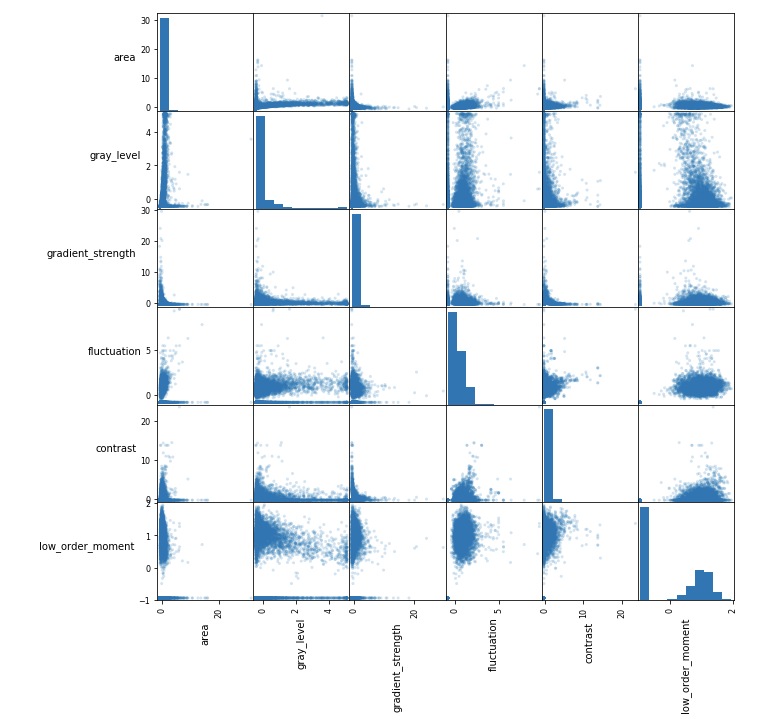 30
20
area
10
0
4
gray_level
2
0
30
20
gradient_strength
10
0
fluctuation
5
0
20
contrast
10
0
2
1
low_order_moment
0
−1
0 20 0 2 4 0 20 0 5 0 10 20 0 2
area gray_level gradient_strength fluctuation contrast low_order_moment